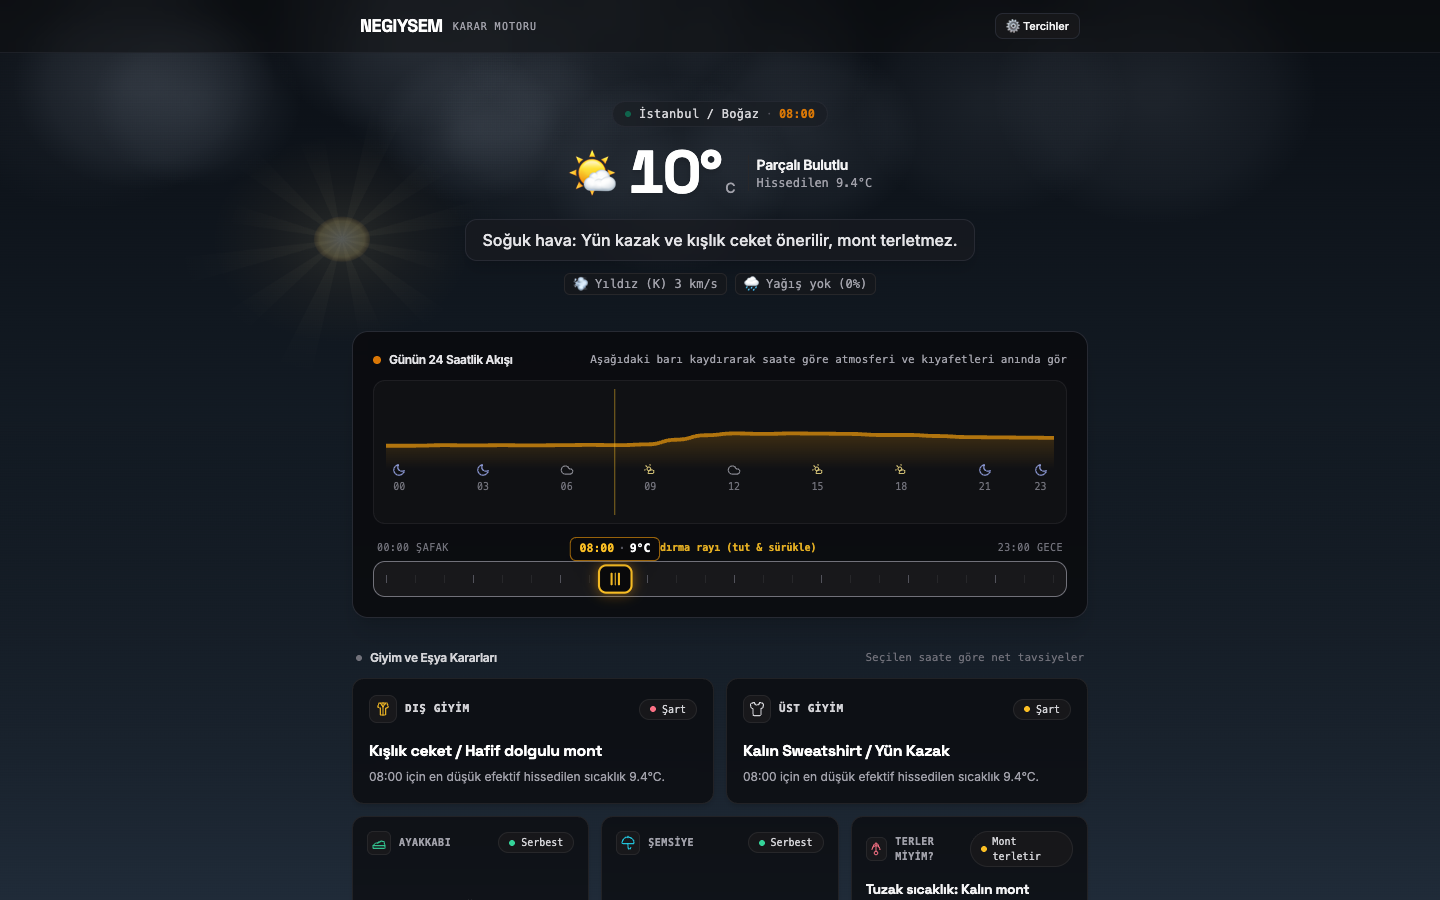 NEGIYSEM KARAR MOTORU
Tercihler
İstanbul / Boğaz · 08:00
10° C
Parçalı Bulutlu
Hissedilen 9.4°C
Soğuk hava: Yün kazak ve kışlık ceket önerilir, mont terletmez.
Yıldız (K) 3 km/s
Yağış yok (0%)
Günün 24 Saatlik Akışı
Aşağıdaki barı kaydırarak saate göre atmosferi ve kıyafetleri anında gör
00 03 06 09 12 15 18 21 23
00:00 ŞAFAK
08:00 · 9°C
dırma rayı (tut & sürükle)
23:00 GECE
Giyim ve Eşya Kararları
Seçilen saate göre net tavsiyeler
DIŞ GİYİM
Şart
Kışlık ceket / Hafif dolgulu mont
08:00 için en düşük efektif hissedilen sıcaklık 9.4°C.
ÜST GİYİM
Şart
Kalın Sweatshirt / Yün Kazak
08:00 için en düşük efektif hissedilen sıcaklık 9.4°C.
AYAKKABI
Serbest
ŞEMSİYE
Serbest
TERLER
MİYİM?
Mont
terletir
Tuzak sıcaklık: Kalın mont